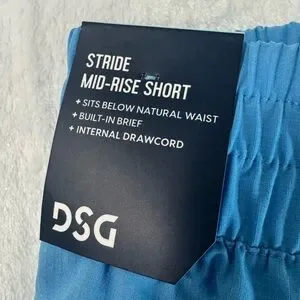 STRIDE
MID-RISE SHORT
+ SITS BELOW NATURAL WAIST
+ BUILT-IN BRIEF
+ INTERNAL DRAWCORD
DSG